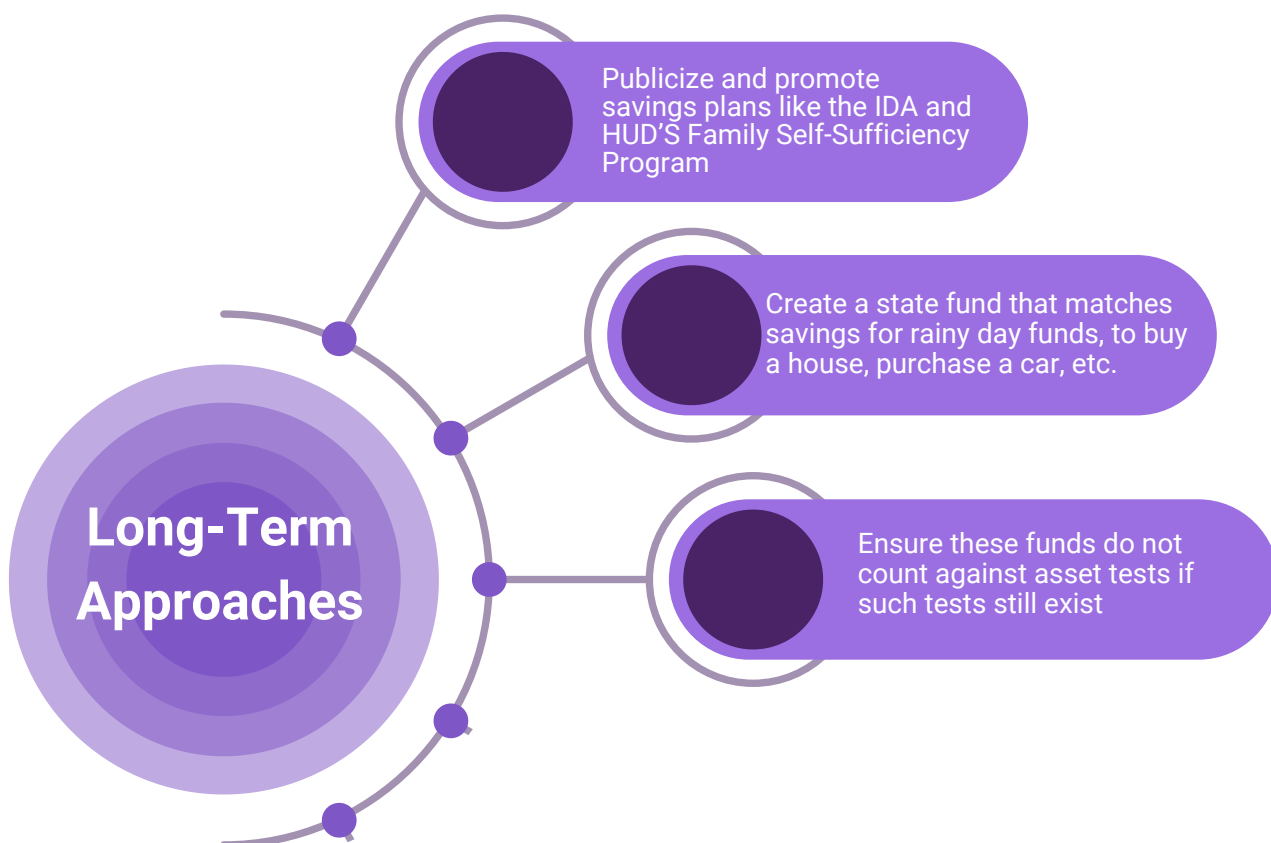 Publicize and promote
savings plans like the IDA and
HUD’S Family Self-Sufficiency
Program
Create a state fund that matches
savings for rainy day funds, to buy
a house, purchase a car, etc.
Long-Term
Approaches
Ensure these funds do not
count against asset tests if
such tests still exist